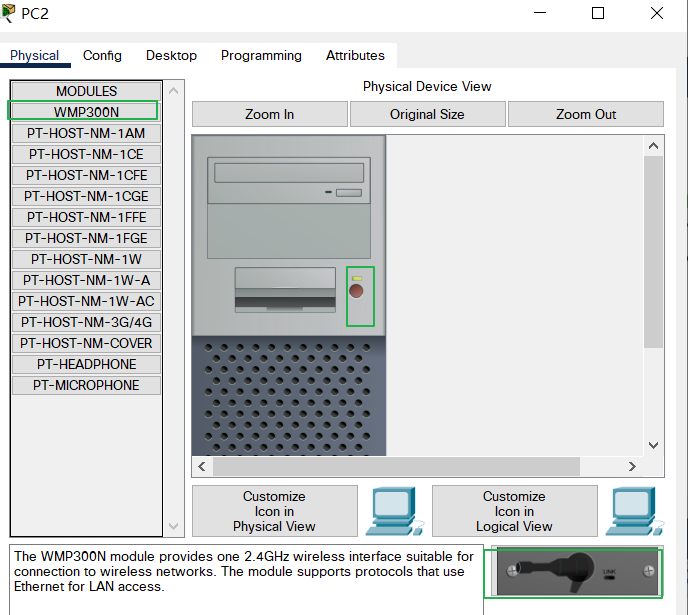 PC2
Physical Config Desktop Programming Attributes
MODULES
WMP300N
PT-HOST-NM-1AM
PT-HOST-NM-1CE
PT-HOST-NM-1CFE
PT-HOST-NM-1CGE
PT-HOST-NM-1FFE
PT-HOST-NM-1FGE
PT-HOST-NM-1W
PT-HOST-NM-1W-A
PT-HOST-NM-1W-AC
PT-HOST-NM-3G/4G
PT-HOST-NM-COVER
PT-HEADPHONE
PT-MICROPHONE
Physical Device View
Zoom In Original Size Zoom Out
Customize
Icon in
Physical View
Customize
Icon in
Logical View
The WMP300N module provides one 2.4GHz wireless interface suitable for
connection to wireless networks. The module supports protocols that use
Ethernet for LAN access.
LINK